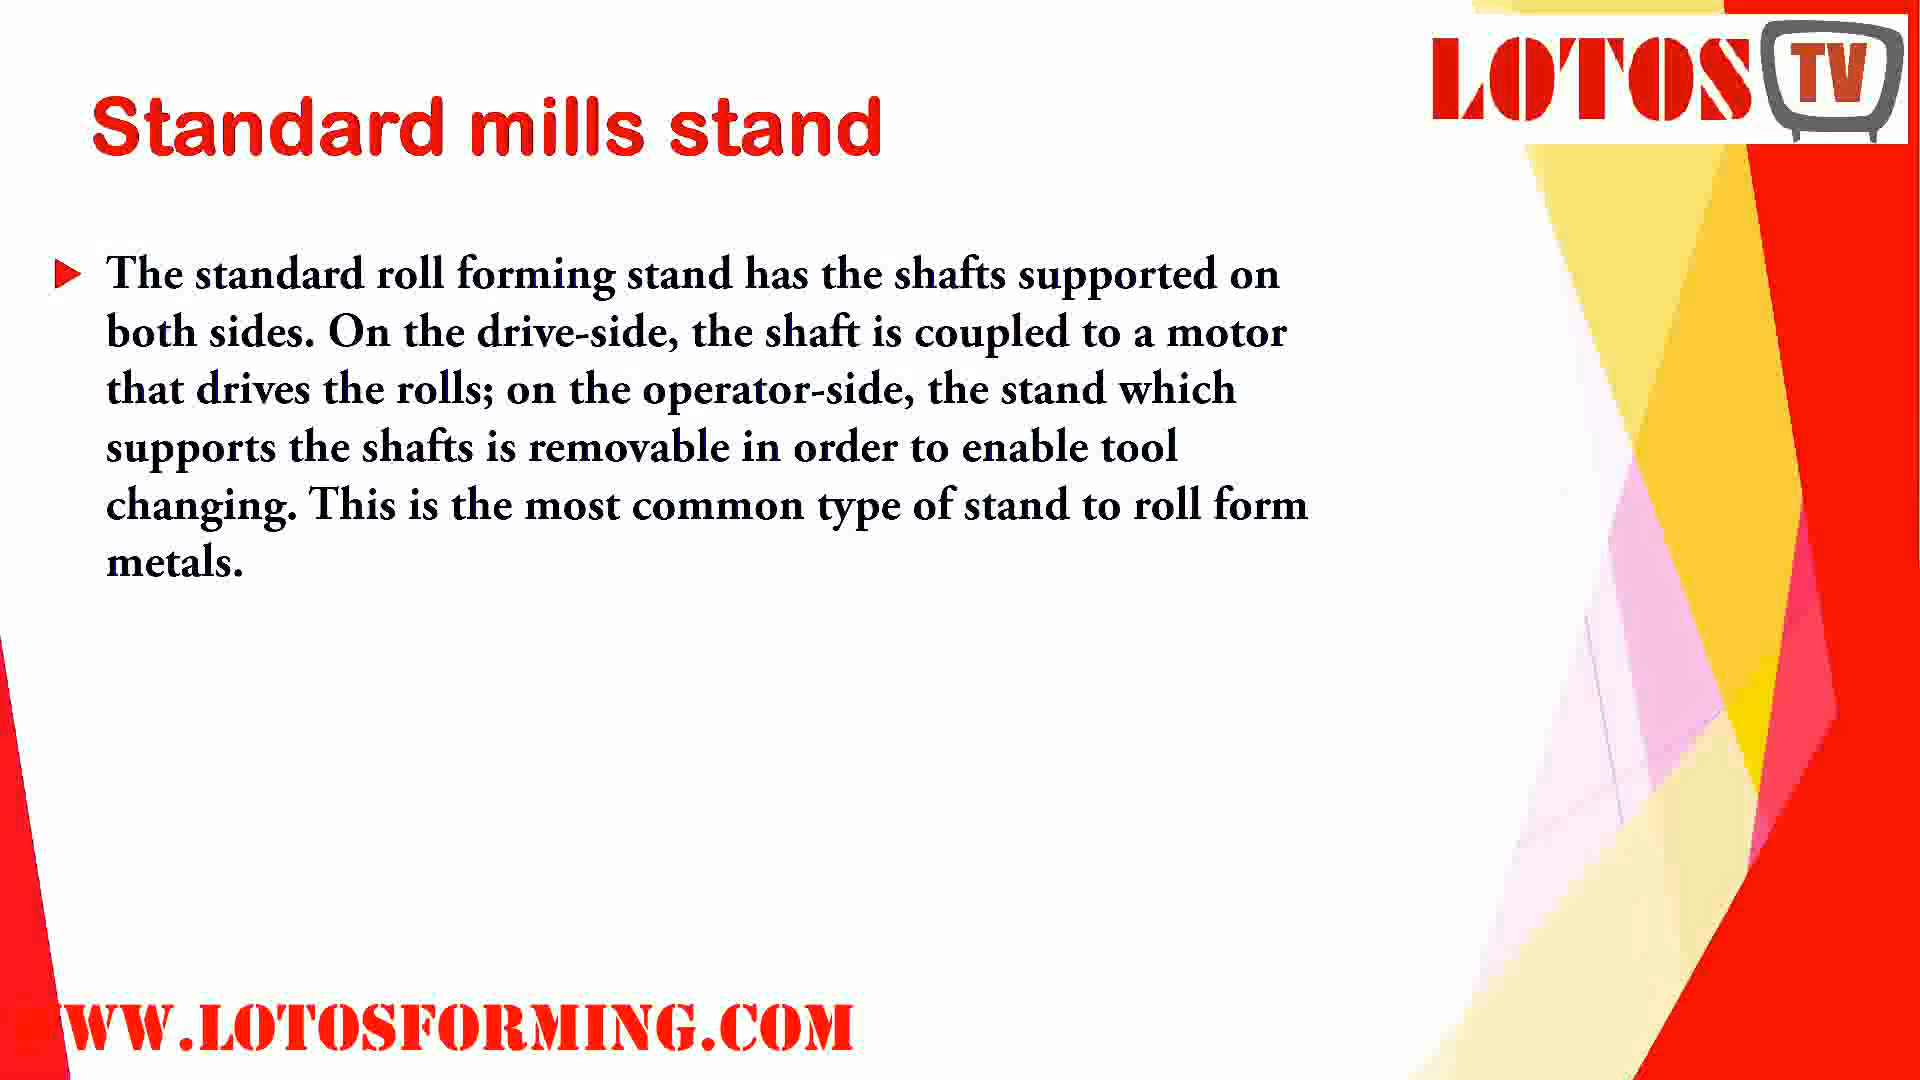 LOTOS TV
Standard mills stand
The standard roll forming stand has the shafts supported on
both sides. On the drive-side, the shaft is coupled to a motor
that drives the rolls; on the operator-side, the stand which
supports the shafts is removable in order to enable tool
changing. This is the most common type of stand to roll form
metals.
WWW.LOTOSFORMING.COM